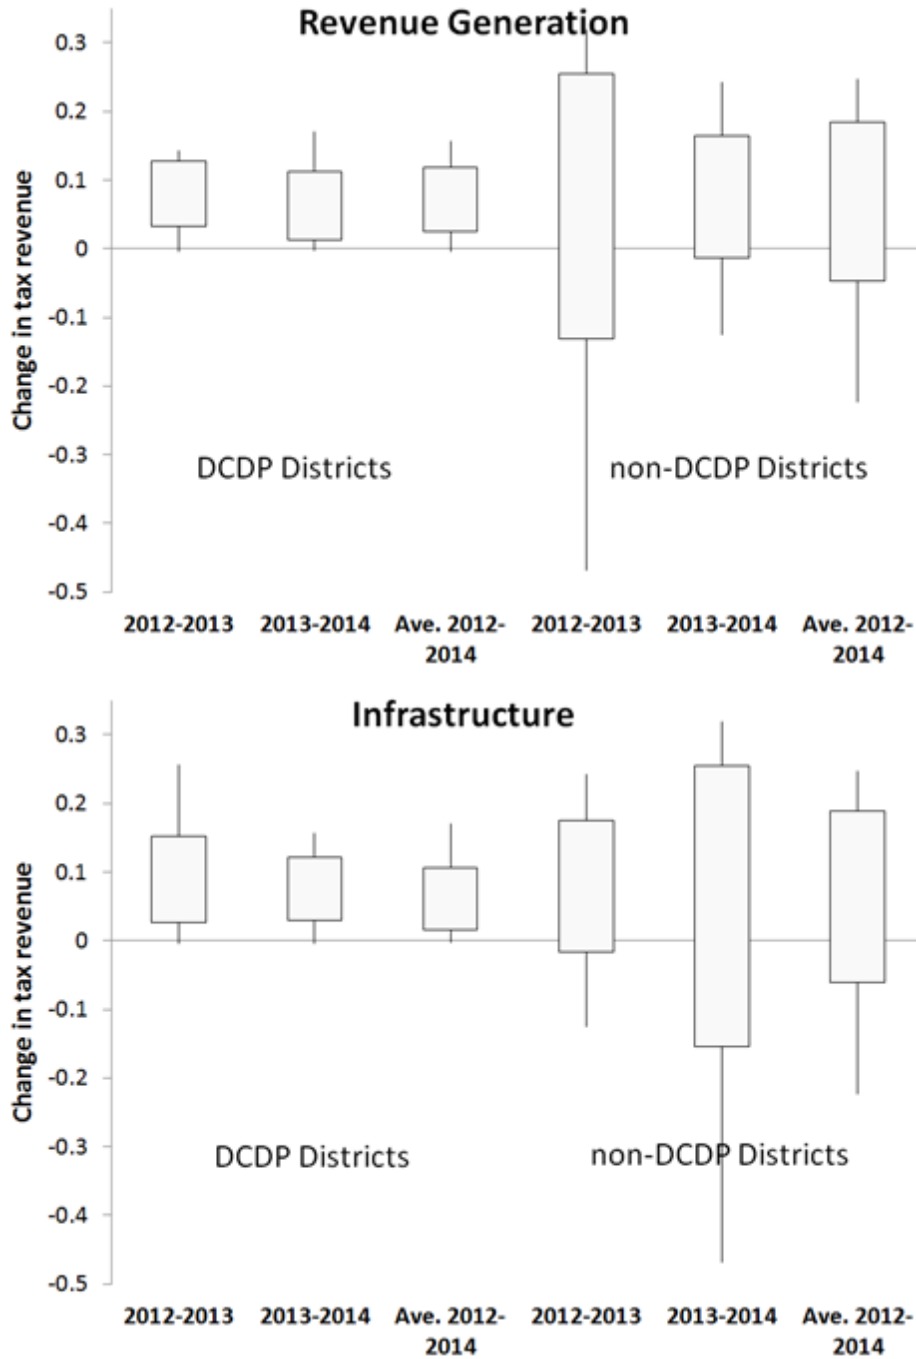 Revenue Generation
Change in tax revenue
0.3
0.2
0.1
0
-0.1
-0.2
-0.3
-0.4
-0.5
DCDP Districts
non-DCDP Districts
2012-2013
2013-2014
Ave. 2012-
2014
2012-2013
2013-2014
Ave. 2012-
2014
Infrastructure
Change in tax revenue
0.3
0.2
0.1
0
-0.1
-0.2
-0.3
-0.4
-0.5
DCDP Districts
non-DCDP Districts
2012-2013
2013-2014
Ave. 2012-
2014
2012-2013
2013-2014
Ave. 2012-
2014